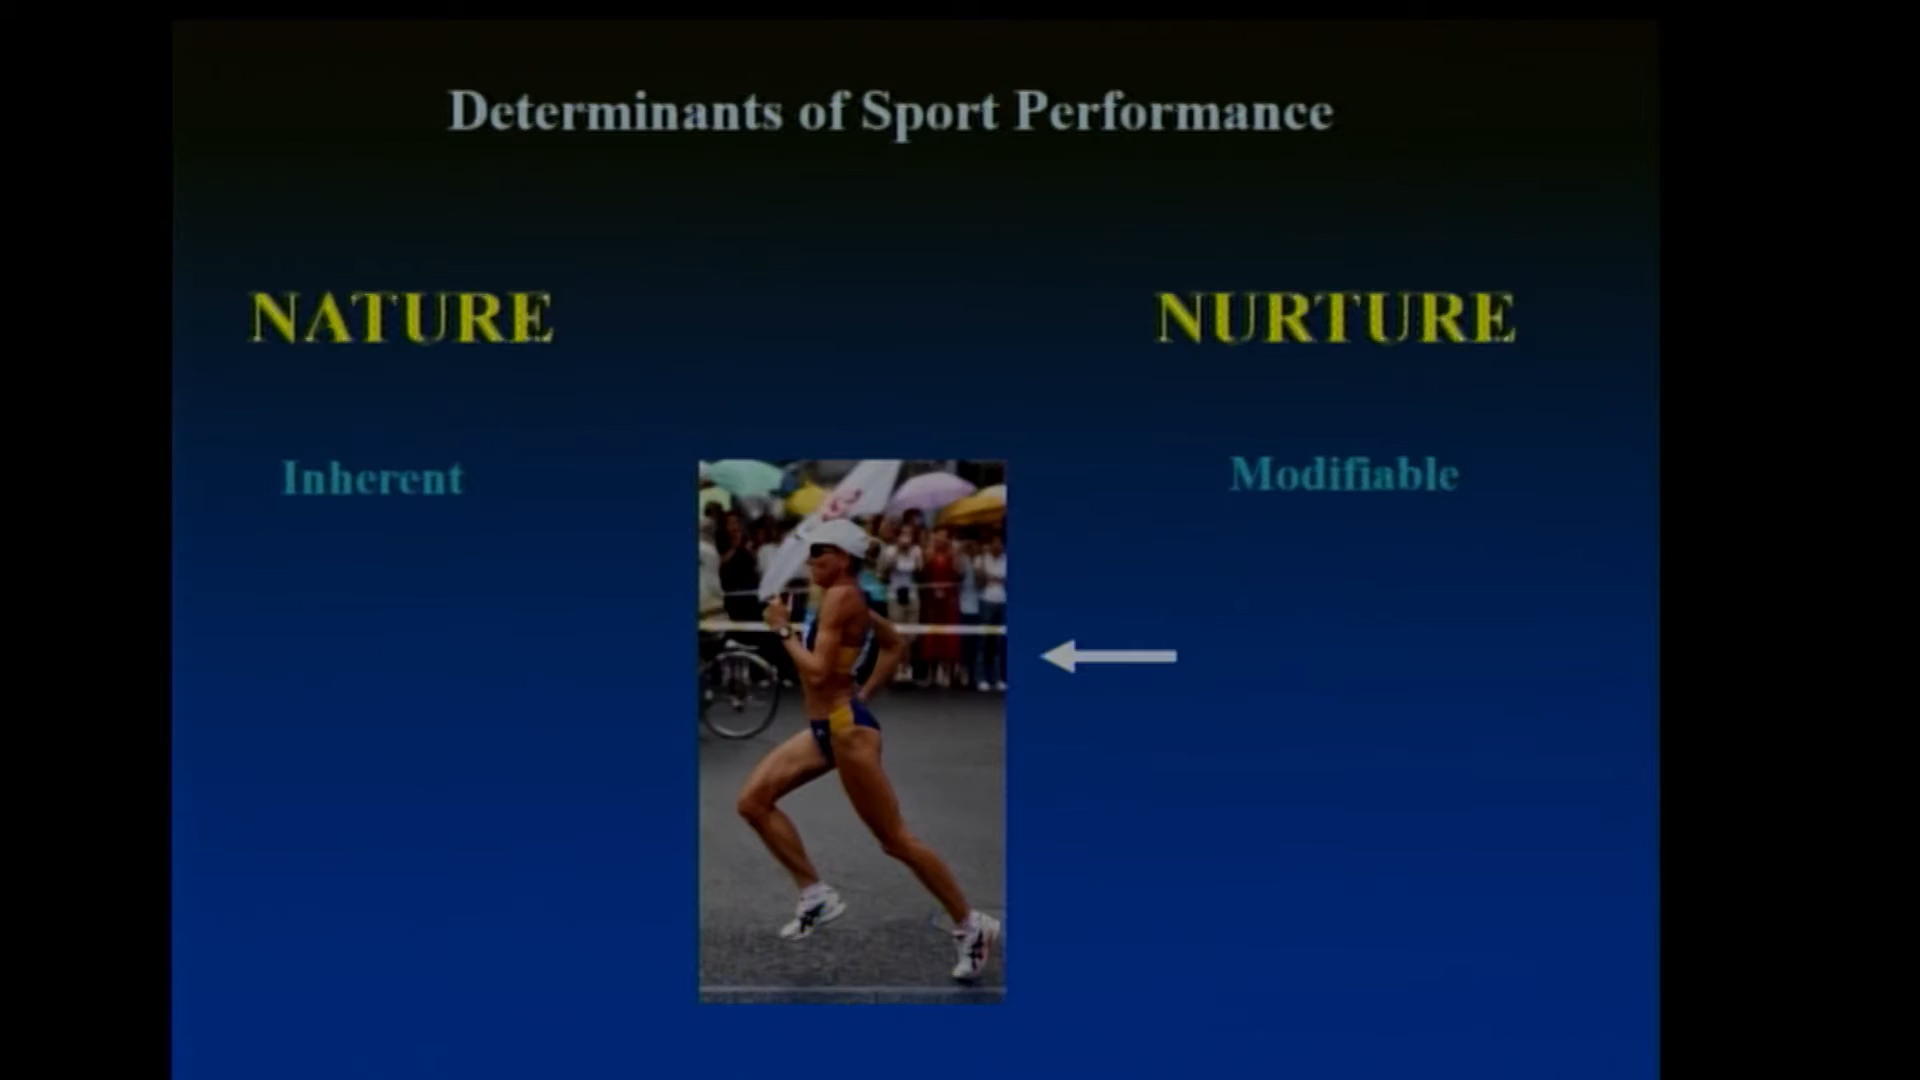 Determinants of Sport Performance
NATURE
NURTURE
Inherent
Modifiable